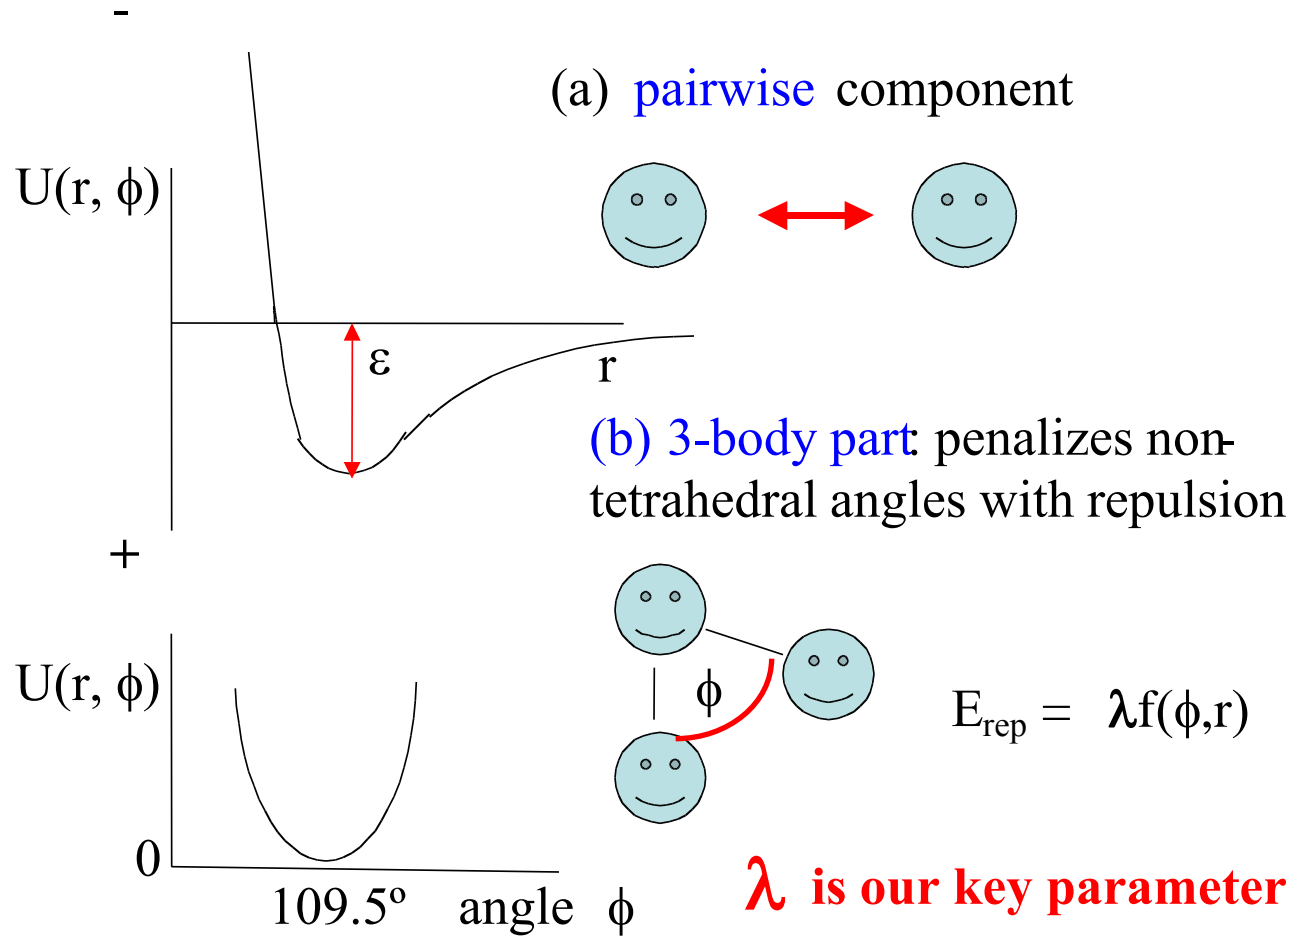 -
(a) pairwise component
U(r, ϕ)
ε
r
(b) 3-body part: penalizes non-
tetrahedral angles with repulsion
+
U(r, ϕ)
ϕ
E_rep = λf(ϕ,r)
0
109.5º angle ϕ
λ is our key parameter